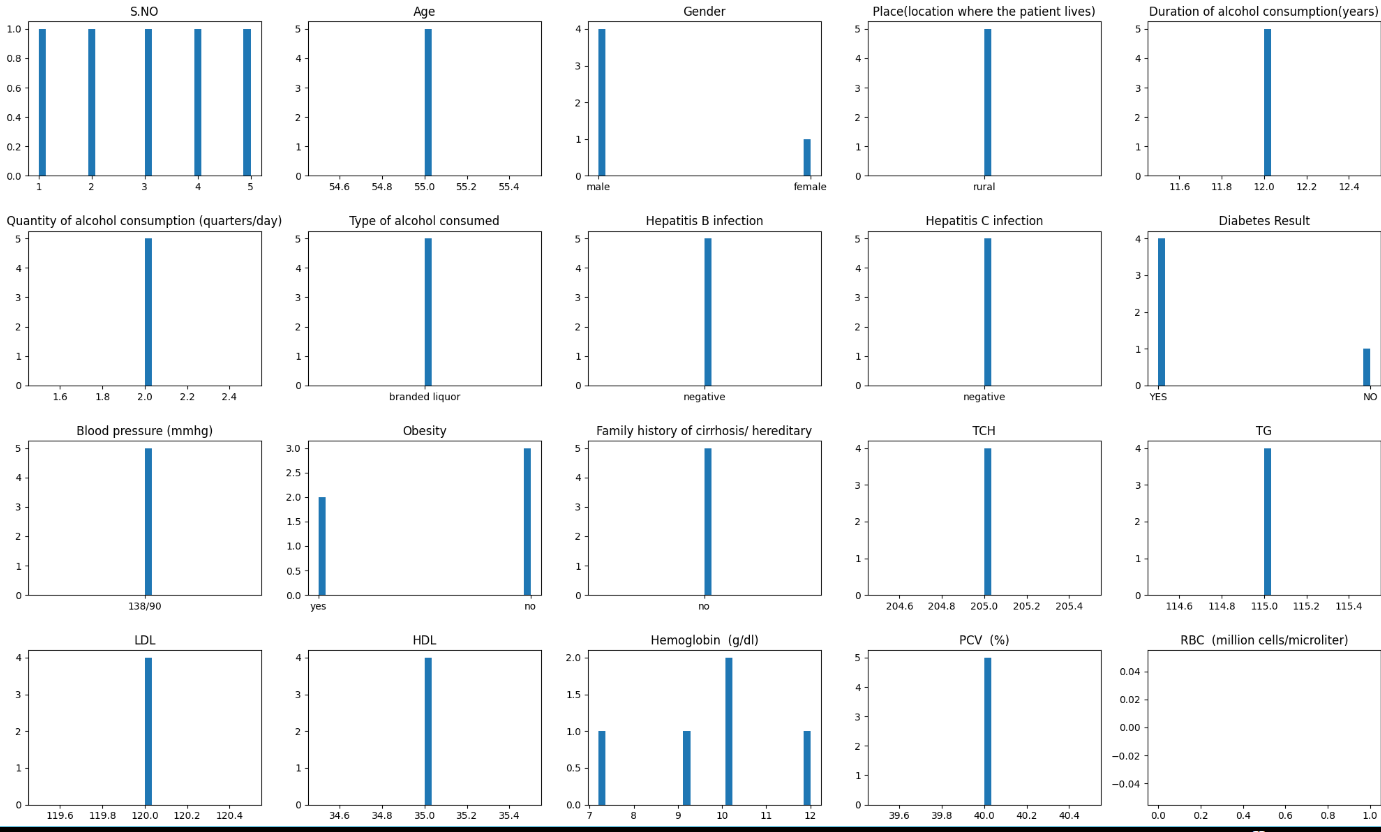 S.NO
1.0
0.8
0.6
0.4
0.2
0.0
1 2 3 4 5
Age
5
4
3
2
1
0
54.6 54.8 55.0 55.2 55.4
Gender
4
3
2
1
0
male female
Place(location where the patient lives)
5
4
3
2
1
0
rural
Duration of alcohol consumption(years)
5
4
3
2
1
0
11.6 11.8 12.0 12.2 12.4
Quantity of alcohol consumption (quarters/day)
5
4
3
2
1
0
1.6 1.8 2.0 2.2 2.4
Type of alcohol consumed
5
4
3
2
1
0
branded liquor
Hepatitis B infection
5
4
3
2
1
0
negative
Hepatitis C infection
5
4
3
2
1
0
negative
Diabetes Result
4
3
2
1
0
YES NO
Blood pressure (mmhg)
5
4
3
2
1
0
138/90
Obesity
3.0
2.5
2.0
1.5
1.0
0.5
0.0
yes no
Family history of cirrhosis/ hereditary
5
4
3
2
1
0
no
TCH
4
3
2
1
0
204.6 204.8 205.0 205.2 205.4
TG
4
3
2
1
0
114.6 114.8 115.0 115.2 115.4
LDL
4
3
2
1
0
119.6 119.8 120.0 120.2 120.4
HDL
4
3
2
1
0
34.6 34.8 35.0 35.2 35.4
Hemoglobin  (g/dl)
2.0
1.5
1.0
0.5
0.0
7 8 9 10 11 12
PCV  (%)
5
4
3
2
1
0
39.6 39.8 40.0 40.2 40.4
RBC  (million cells/microliter)
0.04
0.02
0.00
−0.02
−0.04
0.0 0.2 0.4 0.6 0.8 1.0